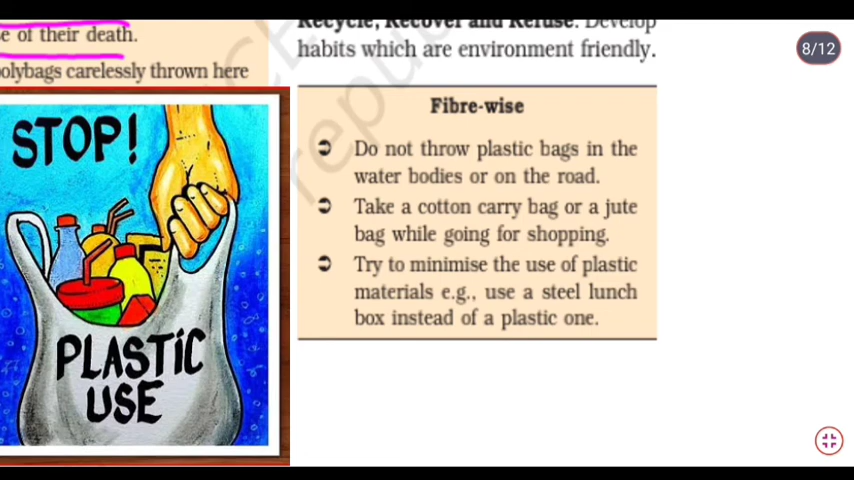 e of their death.
olybags carelessly thrown here
STOP!
PLASTIC
USE
Recycle, Recover and Refuse. Develop
habits which are environment friendly.
Fibre-wise
Do not throw plastic bags in the
water bodies or on the road.
Take a cotton carry bag or a jute
bag while going for shopping.
Try to minimise the use of plastic
materials e.g., use a steel lunch
box instead of a plastic one.
8/12